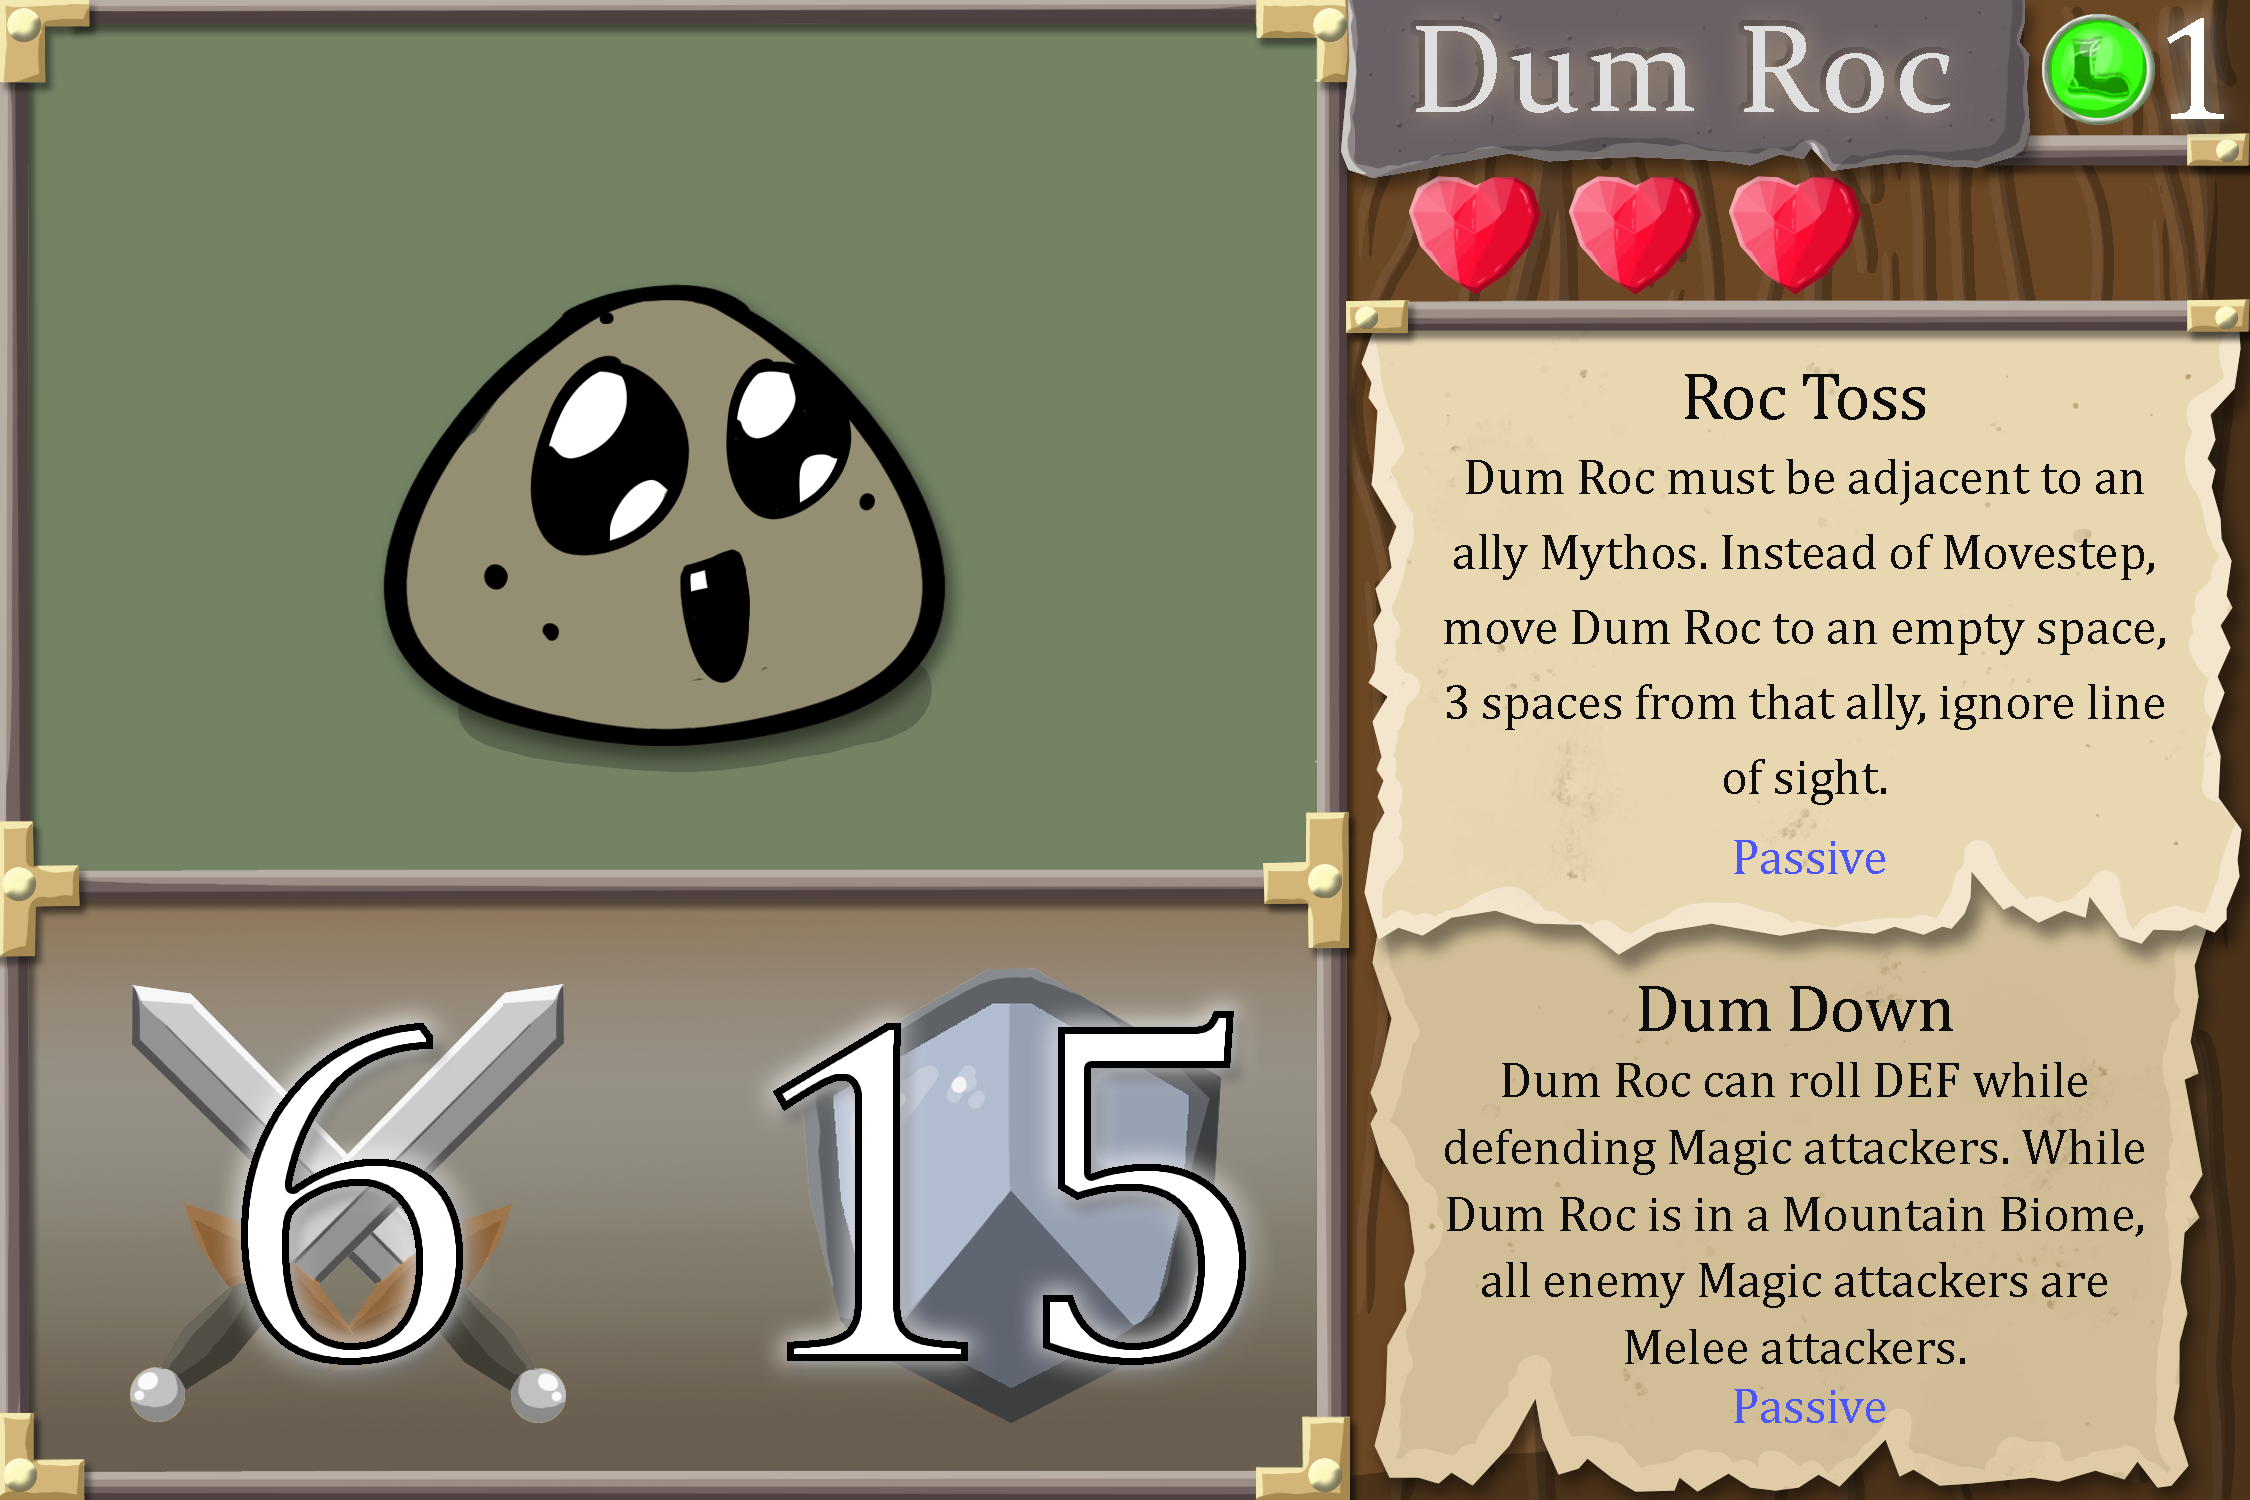 Dum Roc
1
Roc Toss
Dum Roc must be adjacent to an
ally Mythos. Instead of Movestep,
move Dum Roc to an empty space,
3 spaces from that ally, ignore line
of sight.
Passive
Dum Down
Dum Roc can roll DEF while
defending Magic attackers. While
Dum Roc is in a Mountain Biome,
all enemy Magic attackers are
Melee attackers.
Passive
6
15